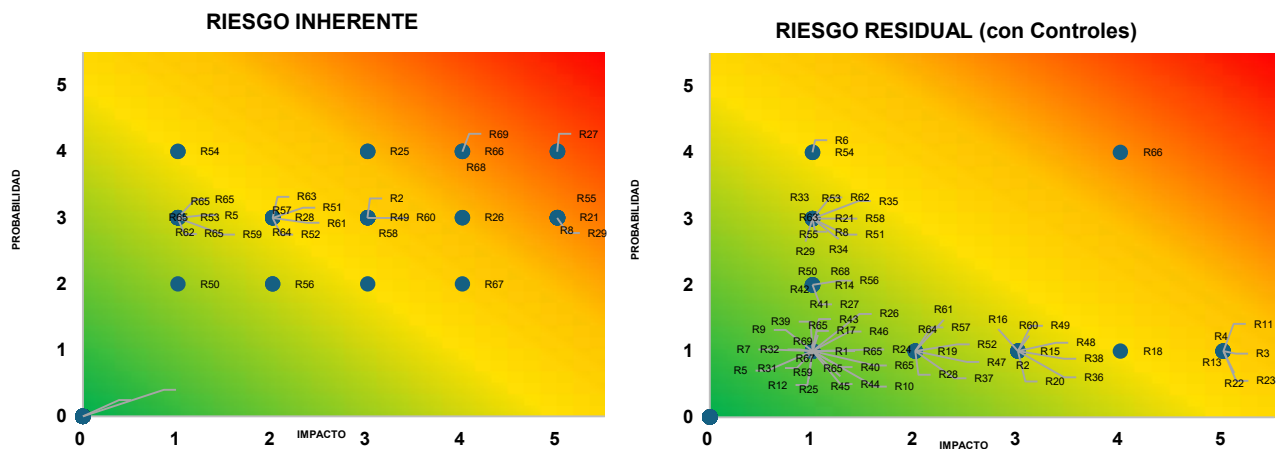 RIESGO INHERENTE
PROBABILIDAD
5
4
3
2
1
0
R54
R25
R69
R66
R68
R27
R65 R65
R65 R53 R5
R62 R65 R59
R63
R57 R51
R28
R61
R64 R52
R2
R49 R60
R58
R26
R55
R21
R8 R29
R50
R56
R67
0 1 2 3 4 5
IMPACTO
RIESGO RESIDUAL (con Controles)
PROBABILIDAD
5
4
3
2
1
0
R6
R54
R66
R33 R53 R62 R35
R63 R21 R58
R55 R8 R51
R29 R34
R50 R68 R56
R42 R14
R41 R27
R39 R43 R26
R9 R65 R17 R46
R7 R32 R69 R1 R65
R67
R5 R31 R59 R65 R40 R65
R12 R25 R45 R44 R10
R61
R64 R57
R24 R19 R52
R47
R28 R37
R16 R60 R49
R48
R15 R38
R2
R20 R36
R18
R4 R11
R13 R3
R22 R23
0 1 2 3 4 5
IMPACTO